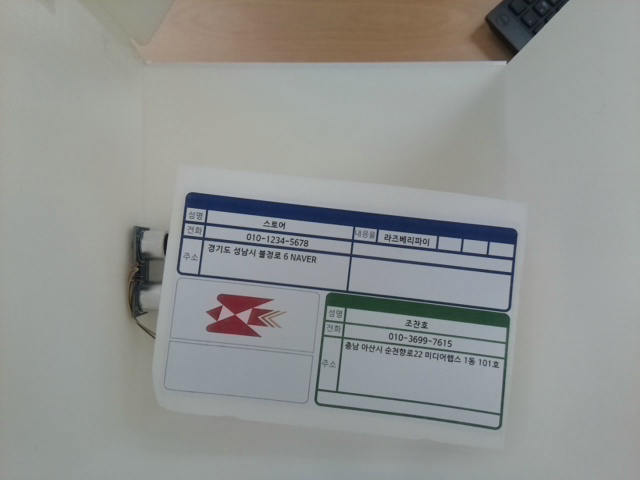 성명 스토어
전화 010-1234-5678 내용물 라즈베리파이
주소 경기도 성남시 불정로 6 NAVER
성명 조찬호
전화 010-3699-7615
주소 충남 아산시 순천향로22 미디어랩스 1동 101호